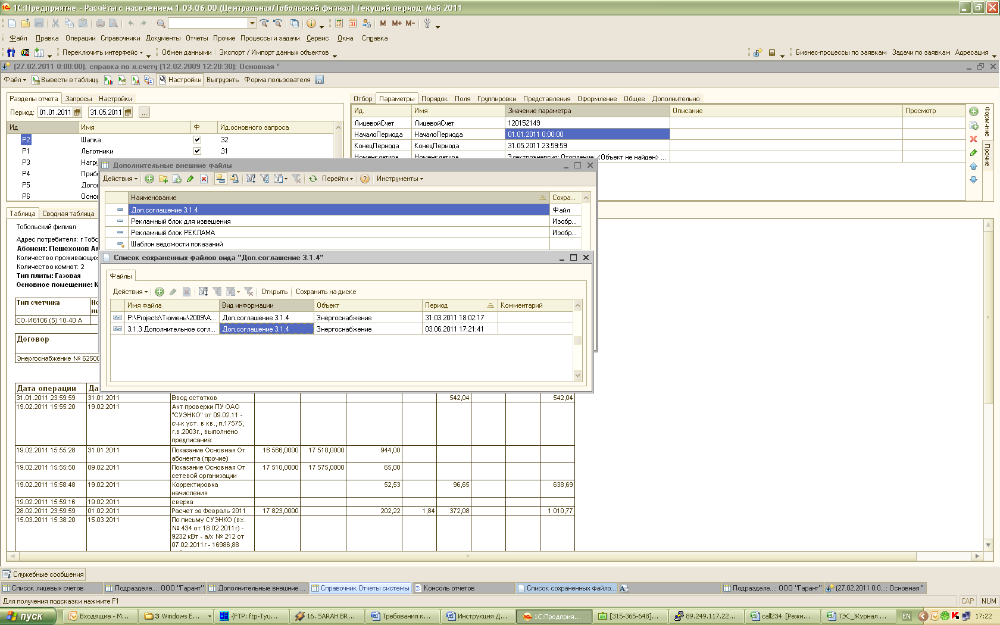 1С:Предприятие - Расчёты с населением 1.03.06.00 (Центральная/Тобольский филиал) Текущий период: Май 2011
M M+ M-
Файл Правка Операции Справочники Документы Отчеты Прочие Процессы и задачи Сервис Окна Справка
Переключить интерфейс Обмен данными Экспорт / Импорт данных объектов Бизнес-процессы по заявкам Задачи по заявкам Адресация
(27.02.2011 0:00:00). справка по л.счету (12.02.2009 12:20:30): Основная *
Файл Вывести в таблицу Настройки Выгрузить Форма пользователя
Разделы отчета Запросы Настройки
Период: 01.01.2011 31.05.2011 ...
Ид Имя Ф Ид.основного запроса
P2 Шапка 32
P1 Льготники 31
P3 Нагру
P4 Прибо
P5 Догов
P6 Основ
Отбор Параметры Порядок Поля Группировки Представления Оформление Общее Дополнительно
Ид. Имя Значение параметра Описание Просмотр
ЛицевойСчет ЛицевойСчет 120152149
НачалоПериода НачалоПериода 01.01.2011 0:00:00
КонецПериода КонецПериода 31.05.2011 23:59:59
Номенклатура Номенклатура Электроэнергия; Отопление; <Объект не найден> ...
Форм-ние
Прочие
Дополнительные внешние файлы
Действия Перейти Инструменты
Наименование Сохра...
Доп.соглашение 3.1.4 Файл
Рекламный блок для извещения Изобр...
Рекламный блок РЕКЛАМА Изобр...
Шаблон ведомости показаний
Список сохраненных файлов вида "Доп.соглашение 3.1.4"
Файлы
Действия Открыть Сохранить на диске
Имя файла Вид информации Объект Период Комментарий
P:\Projects\Тюмень\2009\А... Доп.соглашение 3.1.4 Энергоснабжение 31.03.2011 18:02:17
3.1.3 Дополнительное согл... Доп.соглашение 3.1.4 Энергоснабжение 03.06.2011 17:21:41
Таблица Сводная таблица
Тобольский филиал
Адрес потребителя: г Тобо
Абонент: Пешехонов Ал
Количество проживающих
Количество комнат: 2
Тип плиты: Газовая
Основное помещение: К
Тип счетчика
СО-И6106 (5) 10-40 А
Договор
Энергоснабжение № 6250
Дата операции Да
31.01.2011 23:59:59 31.01.2011 Ввод остатков 542,04 542,04
19.02.2011 15:55:20 19.02.2011 Акт проверки ПУ ОАО
"СУЭНКО" от 09.02.11 -
сч-к уст. в кв., п.17575,
г.в.2003г., выполнено
предписание:
19.02.2011 15:55:28 31.01.2011 Показание Основная От 16 566,0000 17 510,0000 944,00
абонента (прочие)
19.02.2011 15:55:50 09.02.2011 Показание Основная От 17 510,0000 17 575,0000 65,00
сетевой организации
19.02.2011 15:58:48 19.02.2011 Корректировка 52,53 96,65 638,69
начисления
19.02.2011 15:59:16 19.02.2011 сверка
28.02.2011 23:59:59 01.02.2011 Расчет за Февраль 2011 17 823,0000 202,22 1,84 372,08 1 010,77
15.03.2011 15:38:20 15.03.2011 По письму СУЭНКО (вх.
№ 434 от 18.02.2011г) -
9232 кВт - а/х № 212 от
07.02.2011г - 16986,88
Служебные сообщения
Список лицевых счетов Подразделе...: ООО "Гарант" Дополнительные внешние ... Справочник Отчеты системы Консоль отчетов Список сохраненных файло... Подразделе...: ООО "Гарант" (27.02.2011 0:0...: Основная *
Для получения подсказки нажмите F1 CAP NUM
пуск Входящие - М... 3 Windows E... {FTP: ftp-Tyu... 16. SARAH BR... Требования к... Инструкция Д... 1С:Предприя... [315-365-648]... 89.249.117.22... call234 [Режи... ТЭС_Журнал ... EN 17:22